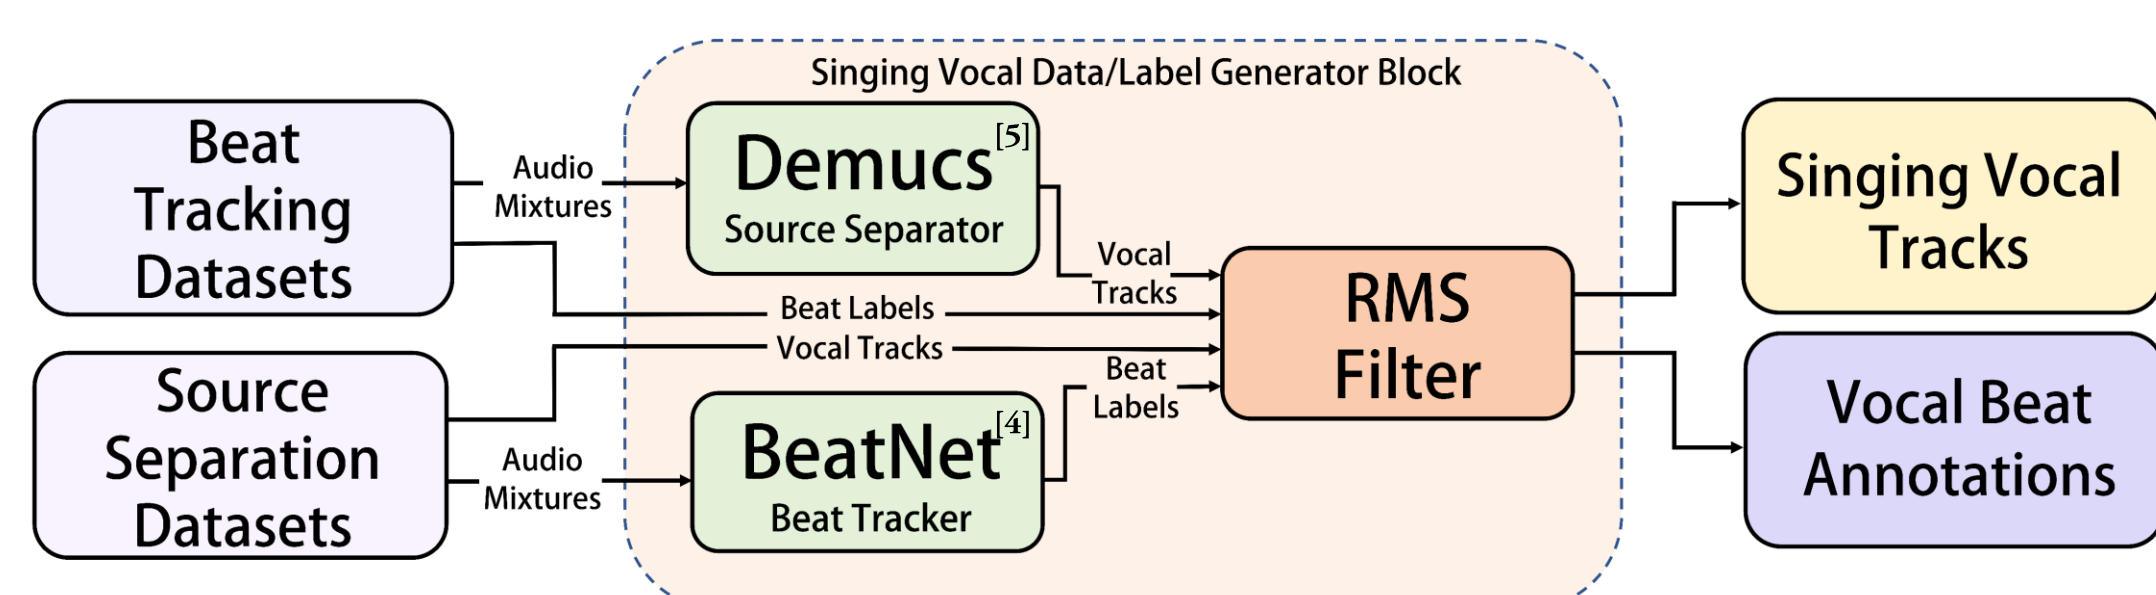 Singing Vocal Data/Label Generator Block
Beat
Tracking
Datasets
Audio
Mixtures
Demucs[5]
Source Separator
Vocal
Tracks
Beat Labels
Vocal Tracks
Source
Separation
Datasets
Audio
Mixtures
BeatNet[4]
Beat Tracker
Beat
Labels
RMS
Filter
Singing Vocal
Tracks
Vocal Beat
Annotations